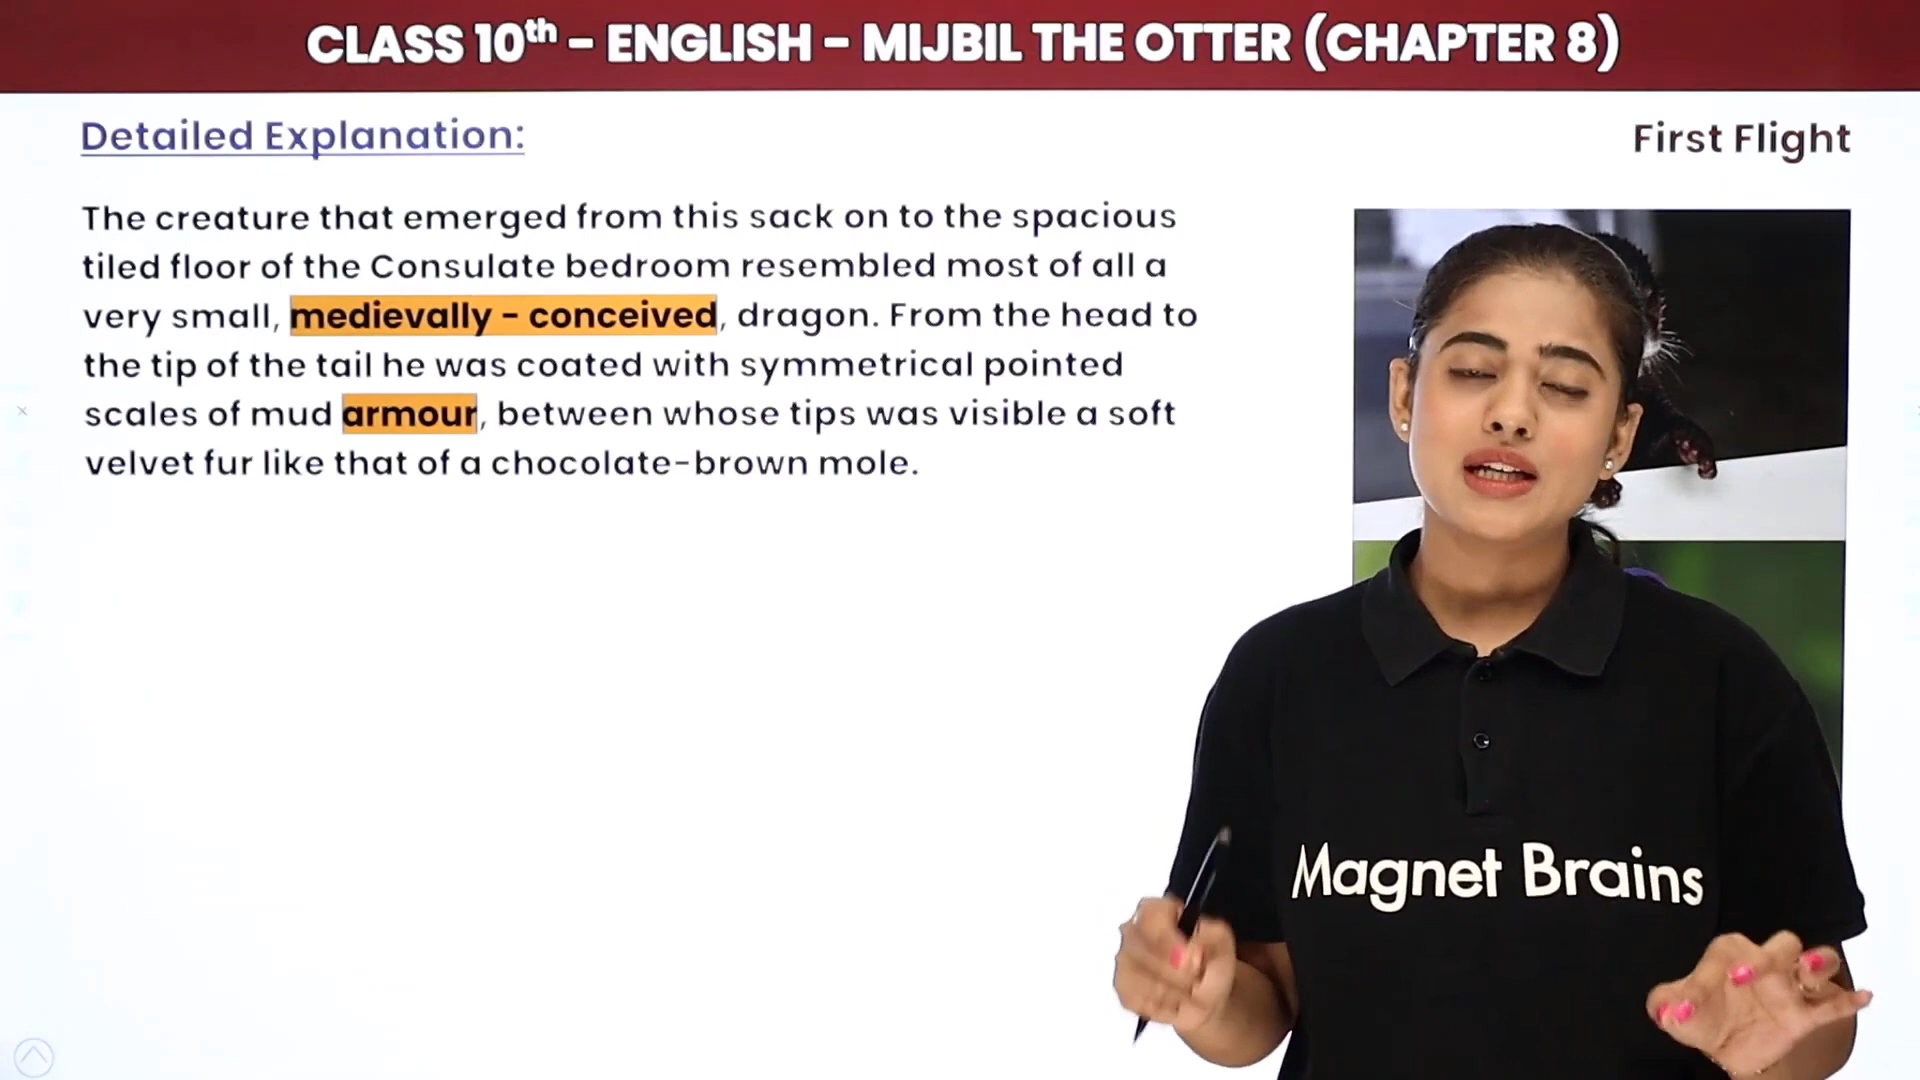 CLASS 10th - ENGLISH - MIJBIL THE OTTER (CHAPTER 8)
Detailed Explanation:
First Flight
The creature that emerged from this sack on to the spacious
tiled floor of the Consulate bedroom resembled most of all a
very small, medievally - conceived, dragon. From the head to
the tip of the tail he was coated with symmetrical pointed
scales of mud armour, between whose tips was visible a soft
velvet fur like that of a chocolate-brown mole.
Magnet Brains